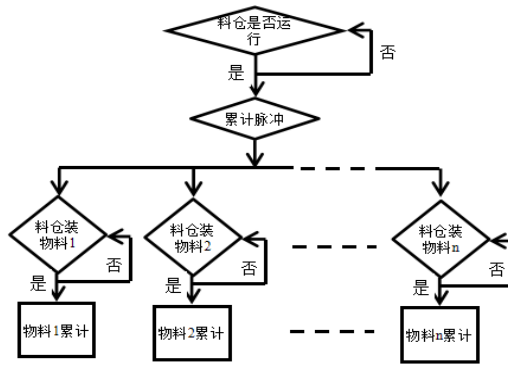 料仓是否运
行
否
是
累计脉冲
料仓装
物料1
料仓装
物料2
料仓装
物料n
否
否
否
是
是
是
物料1累计
物料2累计
物料n累计